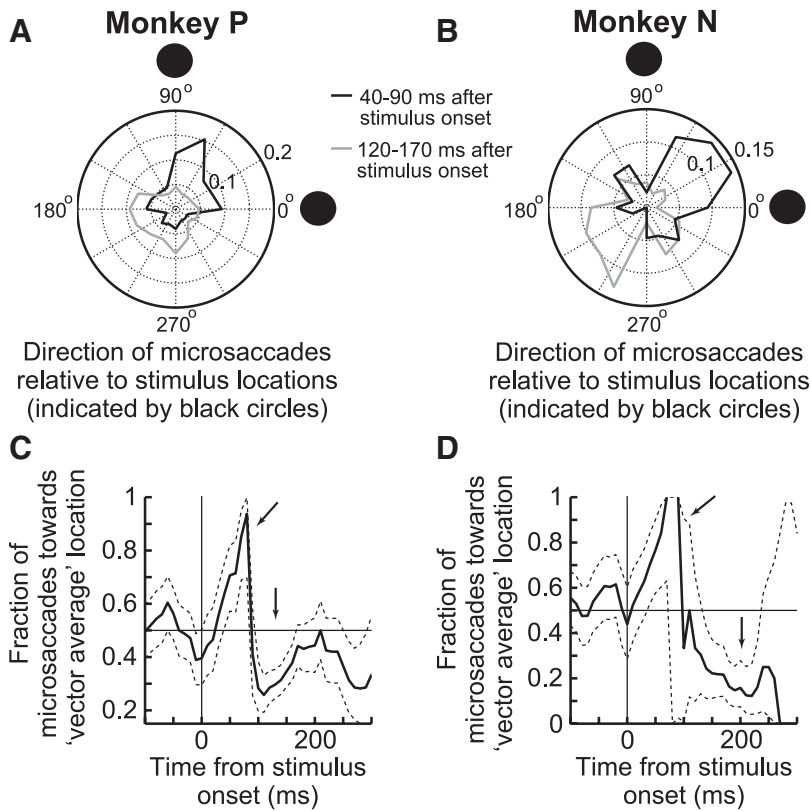 A
Monkey P
B
Monkey N
90°
40-90 ms after
stimulus onset
120-170 ms after
stimulus onset
0.2
0.1
180°
0°
270°
90°
0.15
0.1
180°
0°
270°
Direction of microsaccades
relative to stimulus locations
(indicated by black circles)
Direction of microsaccades
relative to stimulus locations
(indicated by black circles)
C
Fraction of
microsaccades towards
'vector average' location
1
0.8
0.6
0.4
0.2
0
200
Time from stimulus
onset (ms)
D
Fraction of
microsaccades towards
'vector average' location
1
0.8
0.6
0.4
0.2
0
0
200
Time from stimulus
onset (ms)